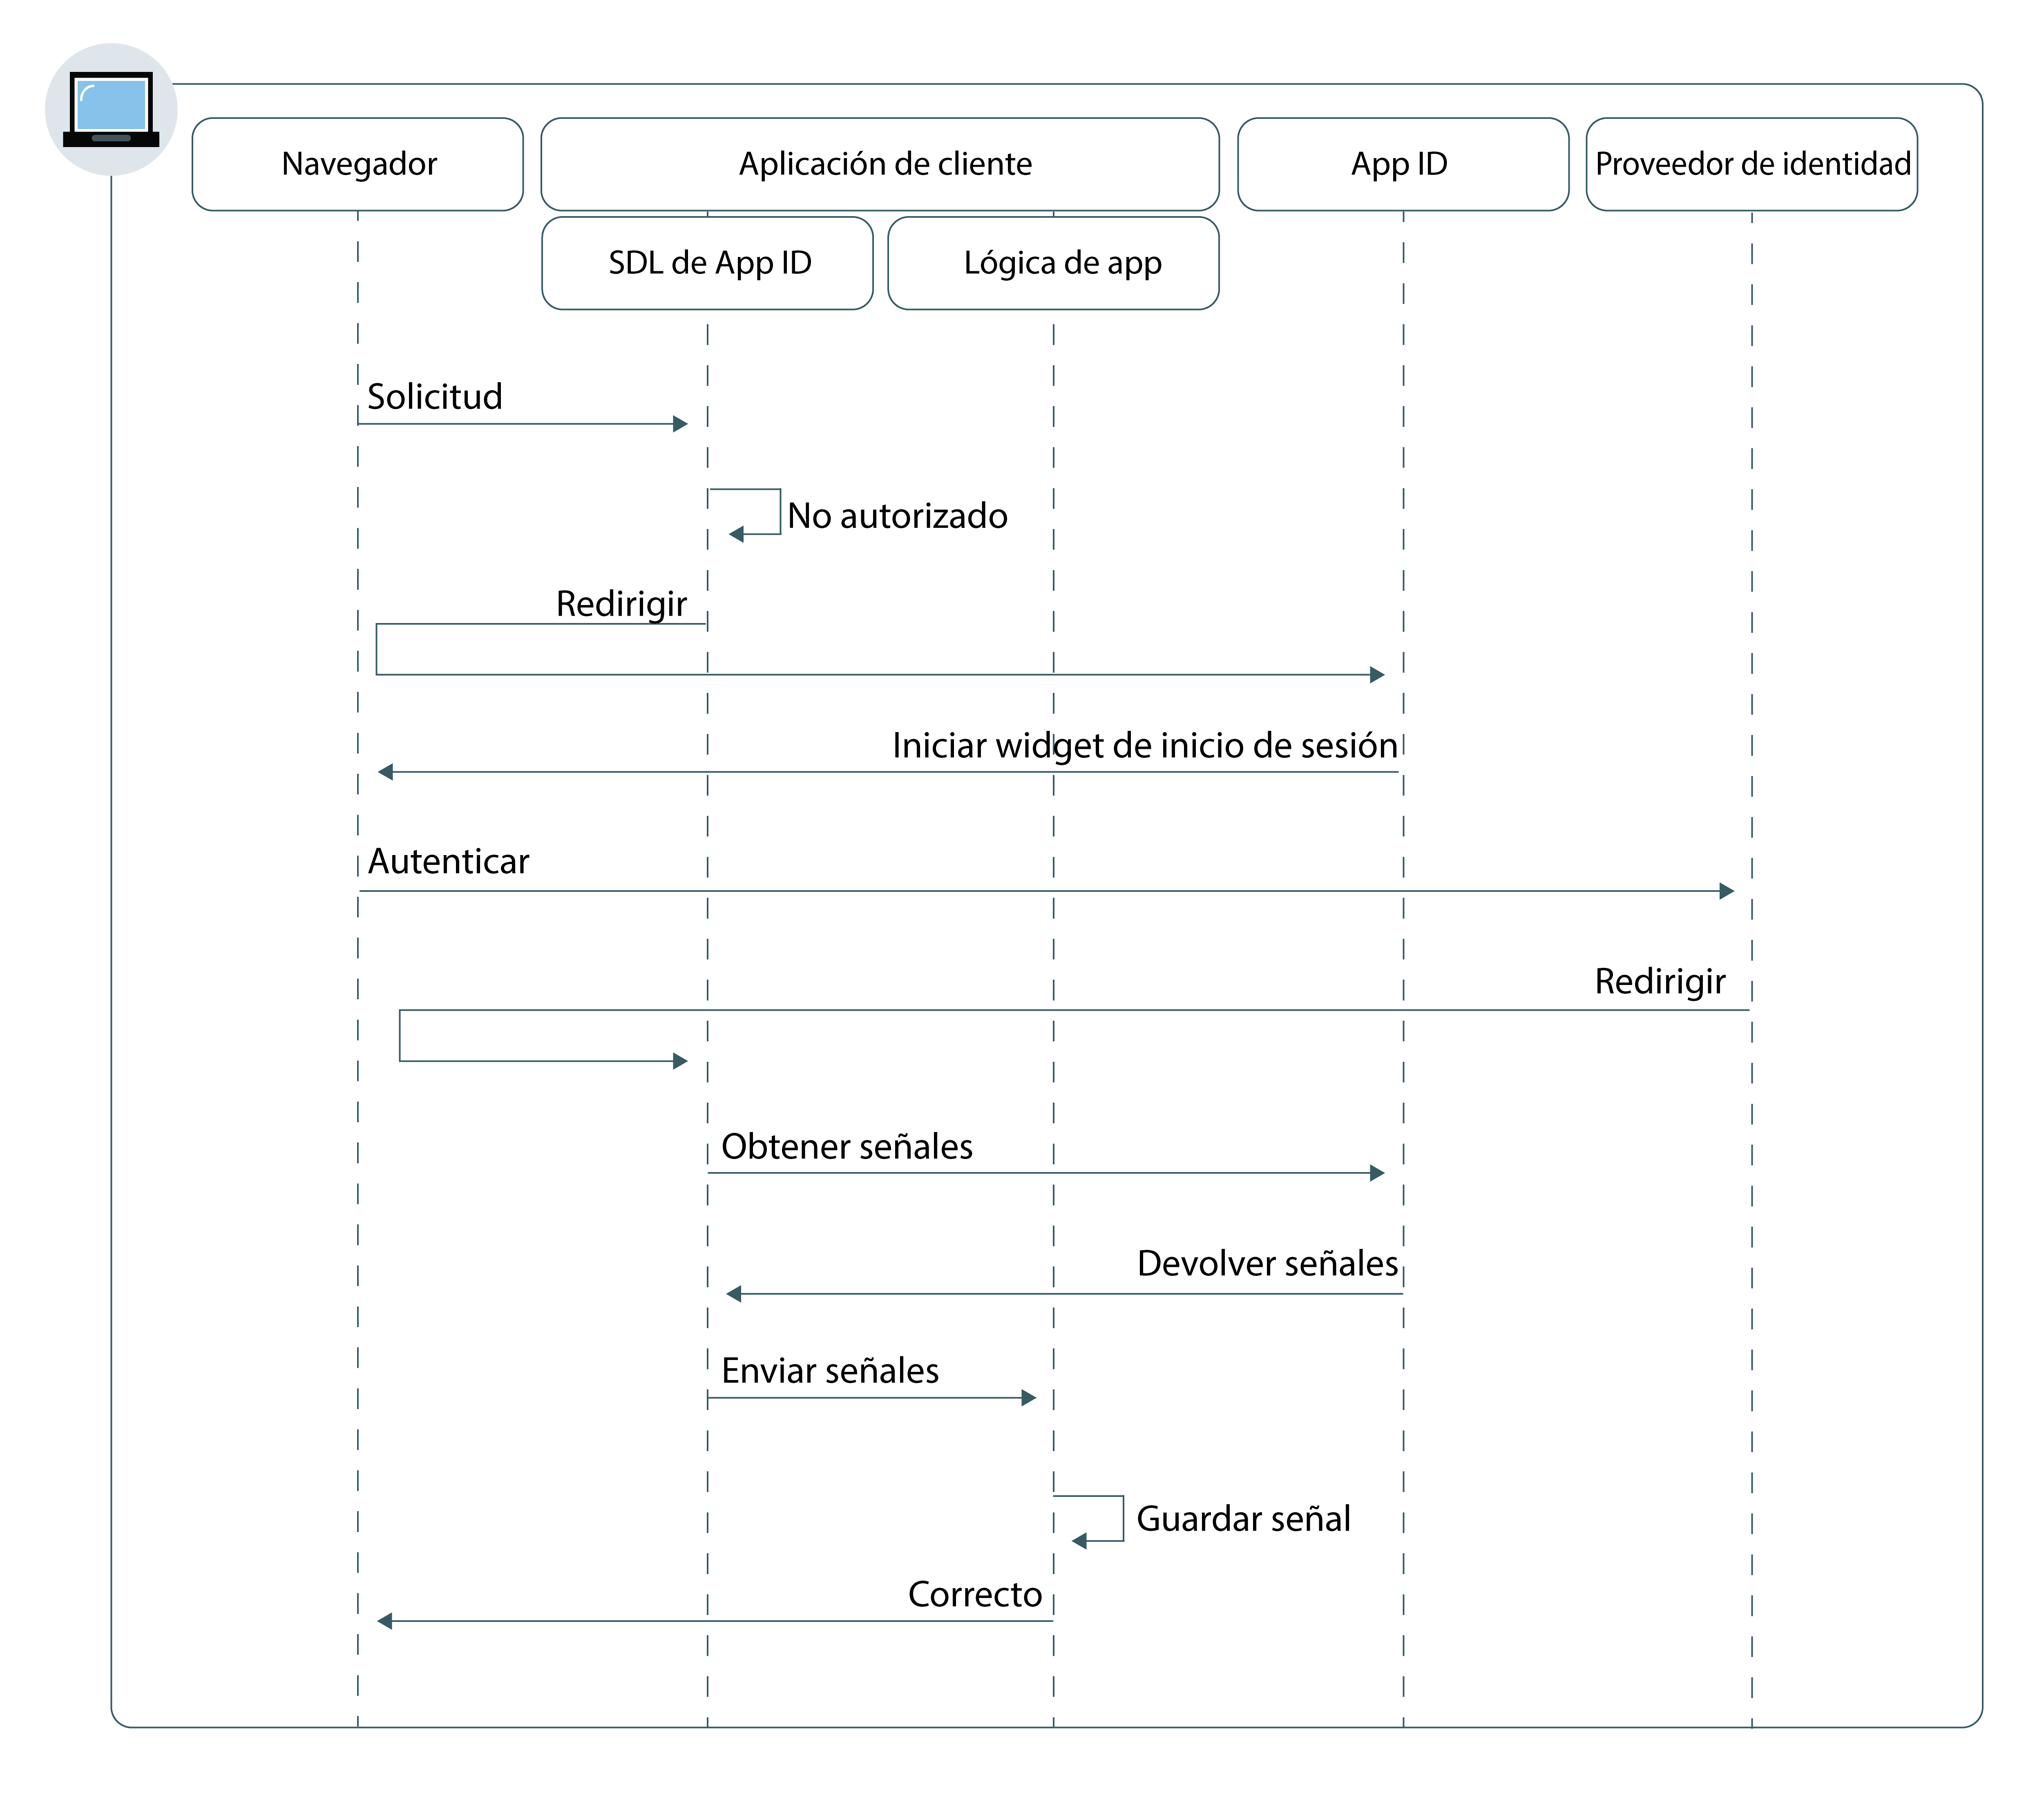 Navegador
Aplicación de cliente
App ID
Proveedor de identidad
SDL de App ID
Lógica de app
Solicitud
No autorizado
Redirigir
Iniciar widget de inicio de sesión
Autenticar
Redirigir
Obtener señales
Devolver señales
Enviar señales
Guardar señal
Correcto